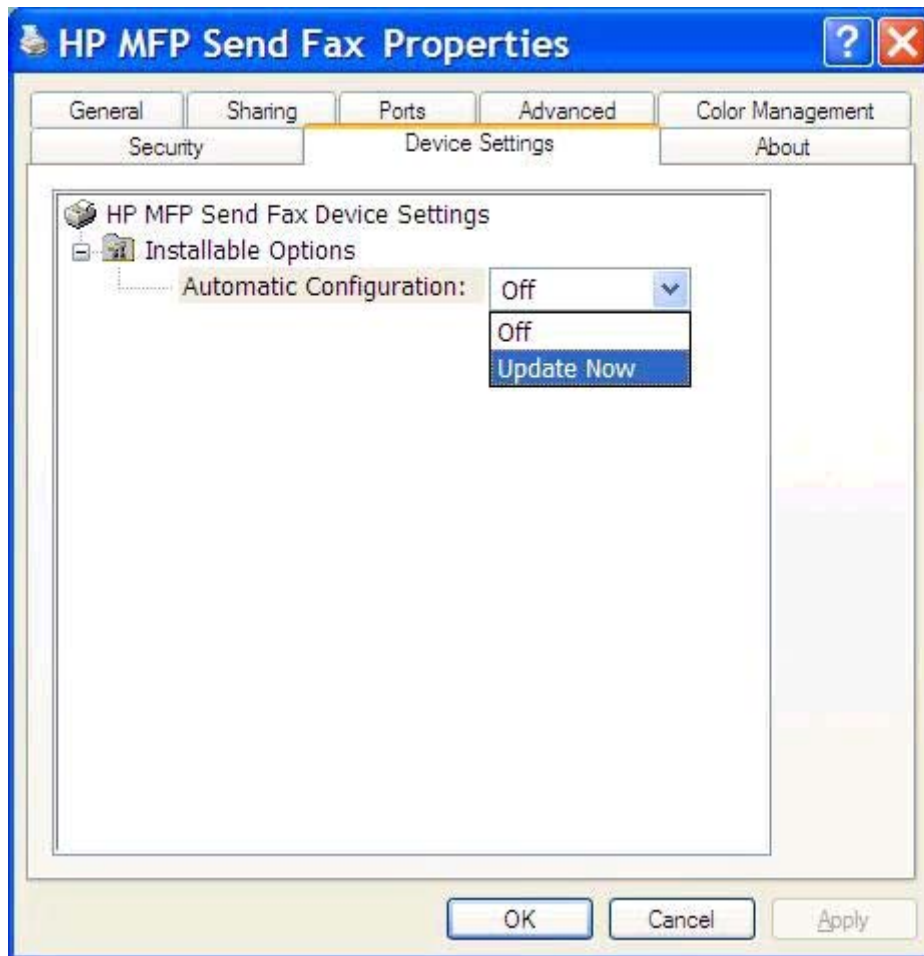 HP MFP Send Fax Properties
General Sharing Ports Advanced Color Management
Security Device Settings About
HP MFP Send Fax Device Settings
Installable Options
Automatic Configuration: Off
Off
Update Now
OK Cancel Apply